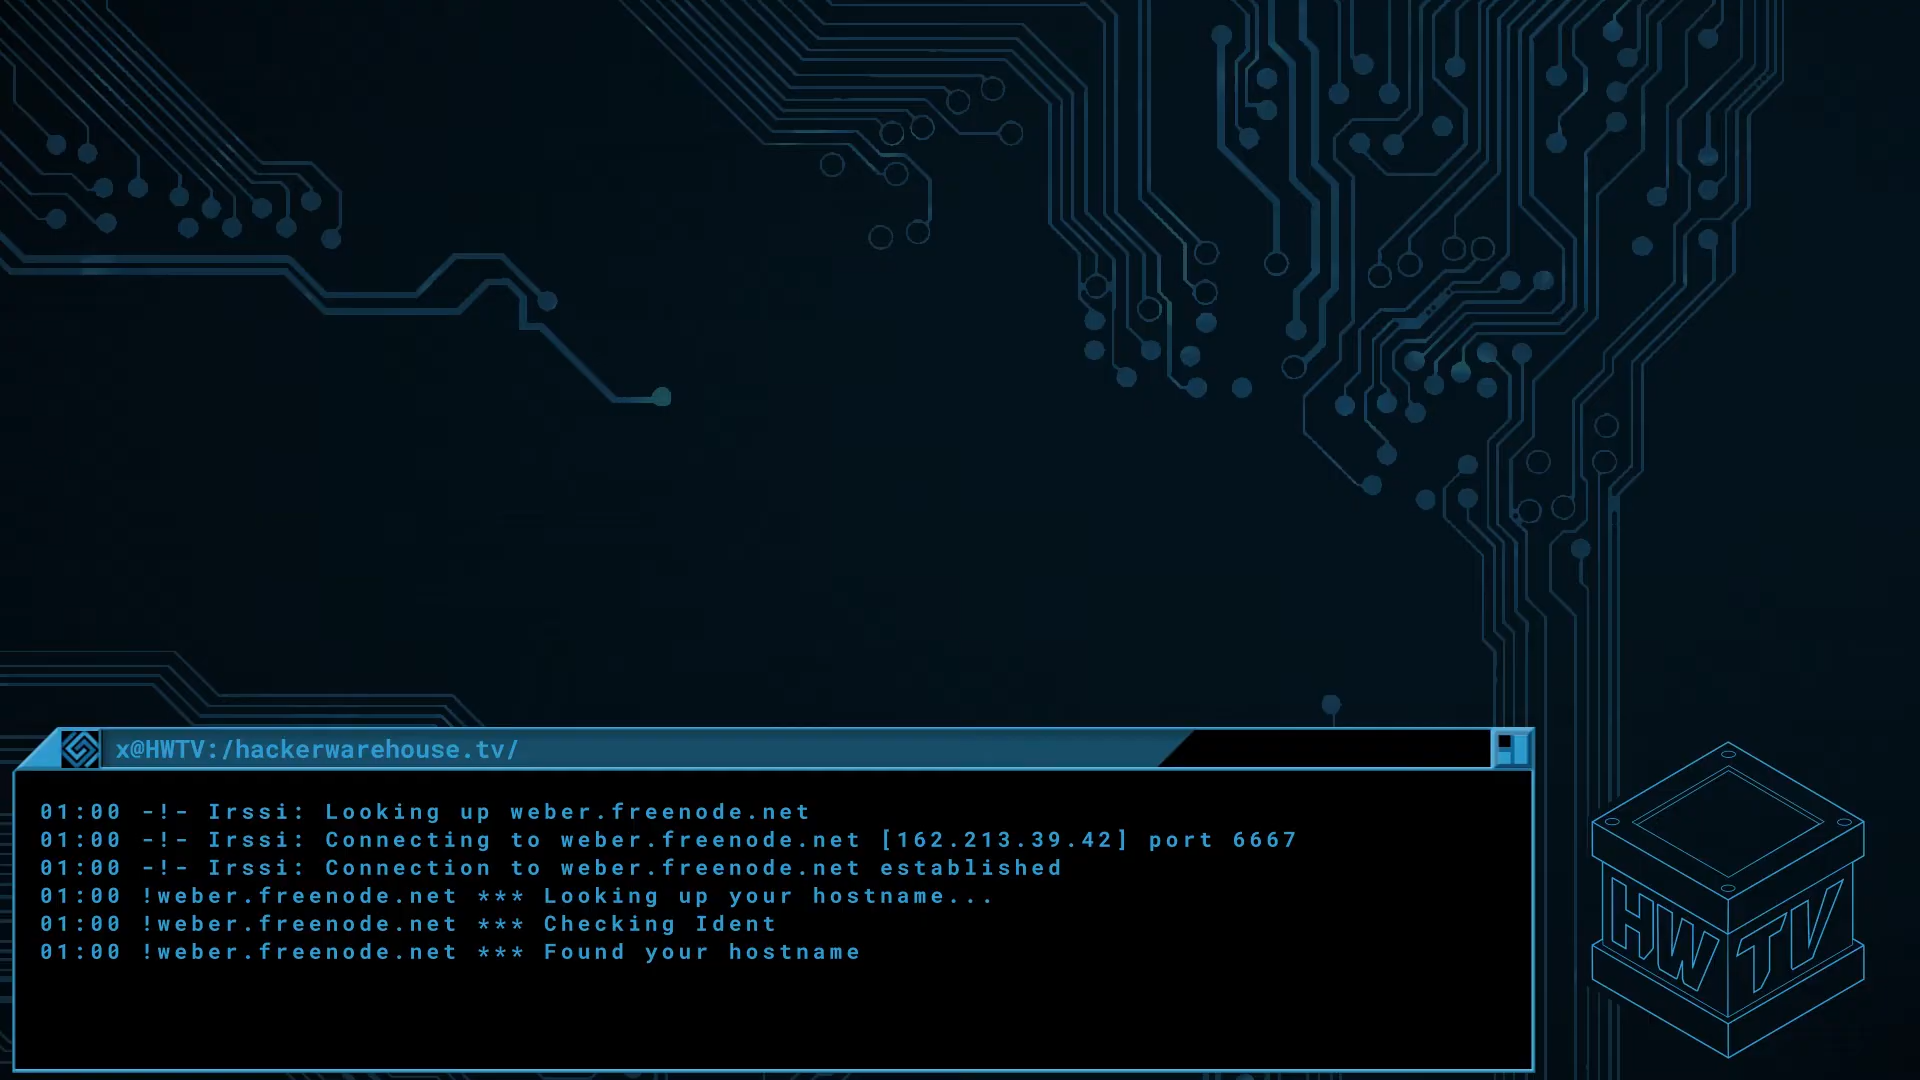 x@HWTV:/hackerwarehouse.tv/
01:00 -!- Irssi: Looking up weber.freenode.net
01:00 -!- Irssi: Connecting to weber.freenode.net [162.213.39.42] port 6667
01:00 -!- Irssi: Connection to weber.freenode.net established
01:00 !weber.freenode.net *** Looking up your hostname...
01:00 !weber.freenode.net *** Checking Ident
01:00 !weber.freenode.net *** Found your hostname
HW TV